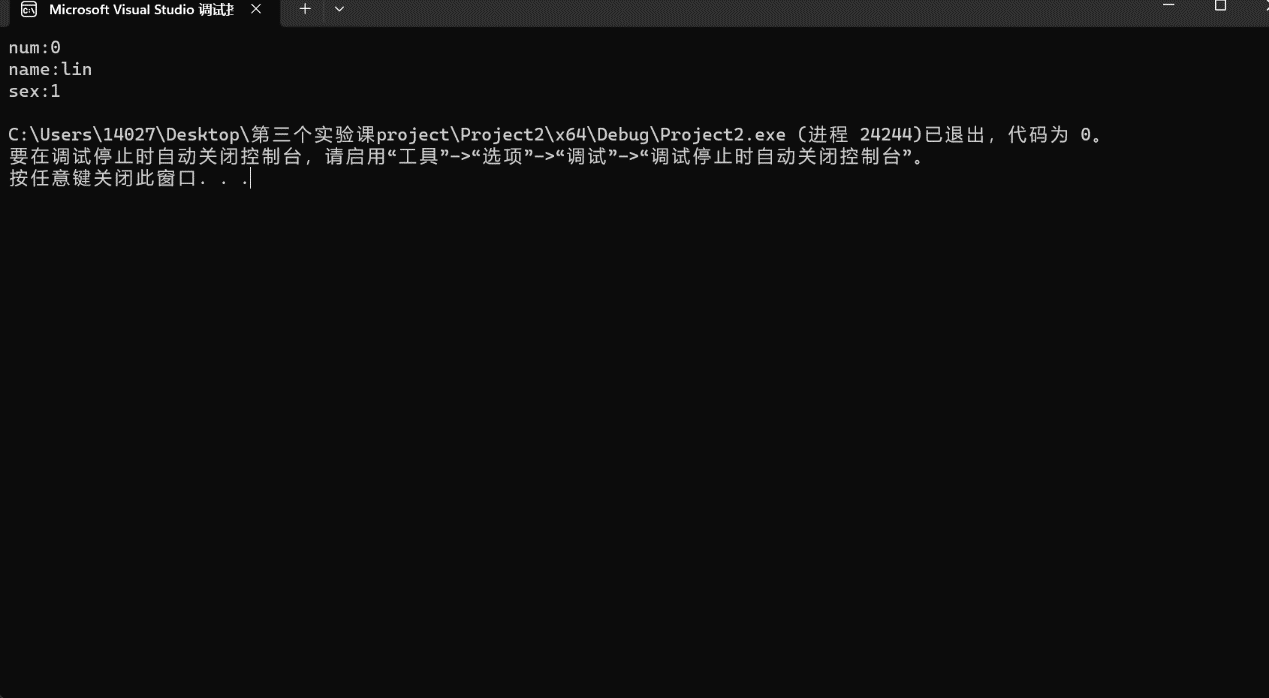 Microsoft Visual Studio 调试
num:0
name:lin
sex:1
C:\Users\14027\Desktop\第三个实验课project\Project2\x64\Debug\Project2.exe (进程 24244)已退出，代码为 0。
要在调试停止时自动关闭控制台，请启用“工具”->“选项”->“调试”->“调试停止时自动关闭控制台”。
按任意键关闭此窗口. . .